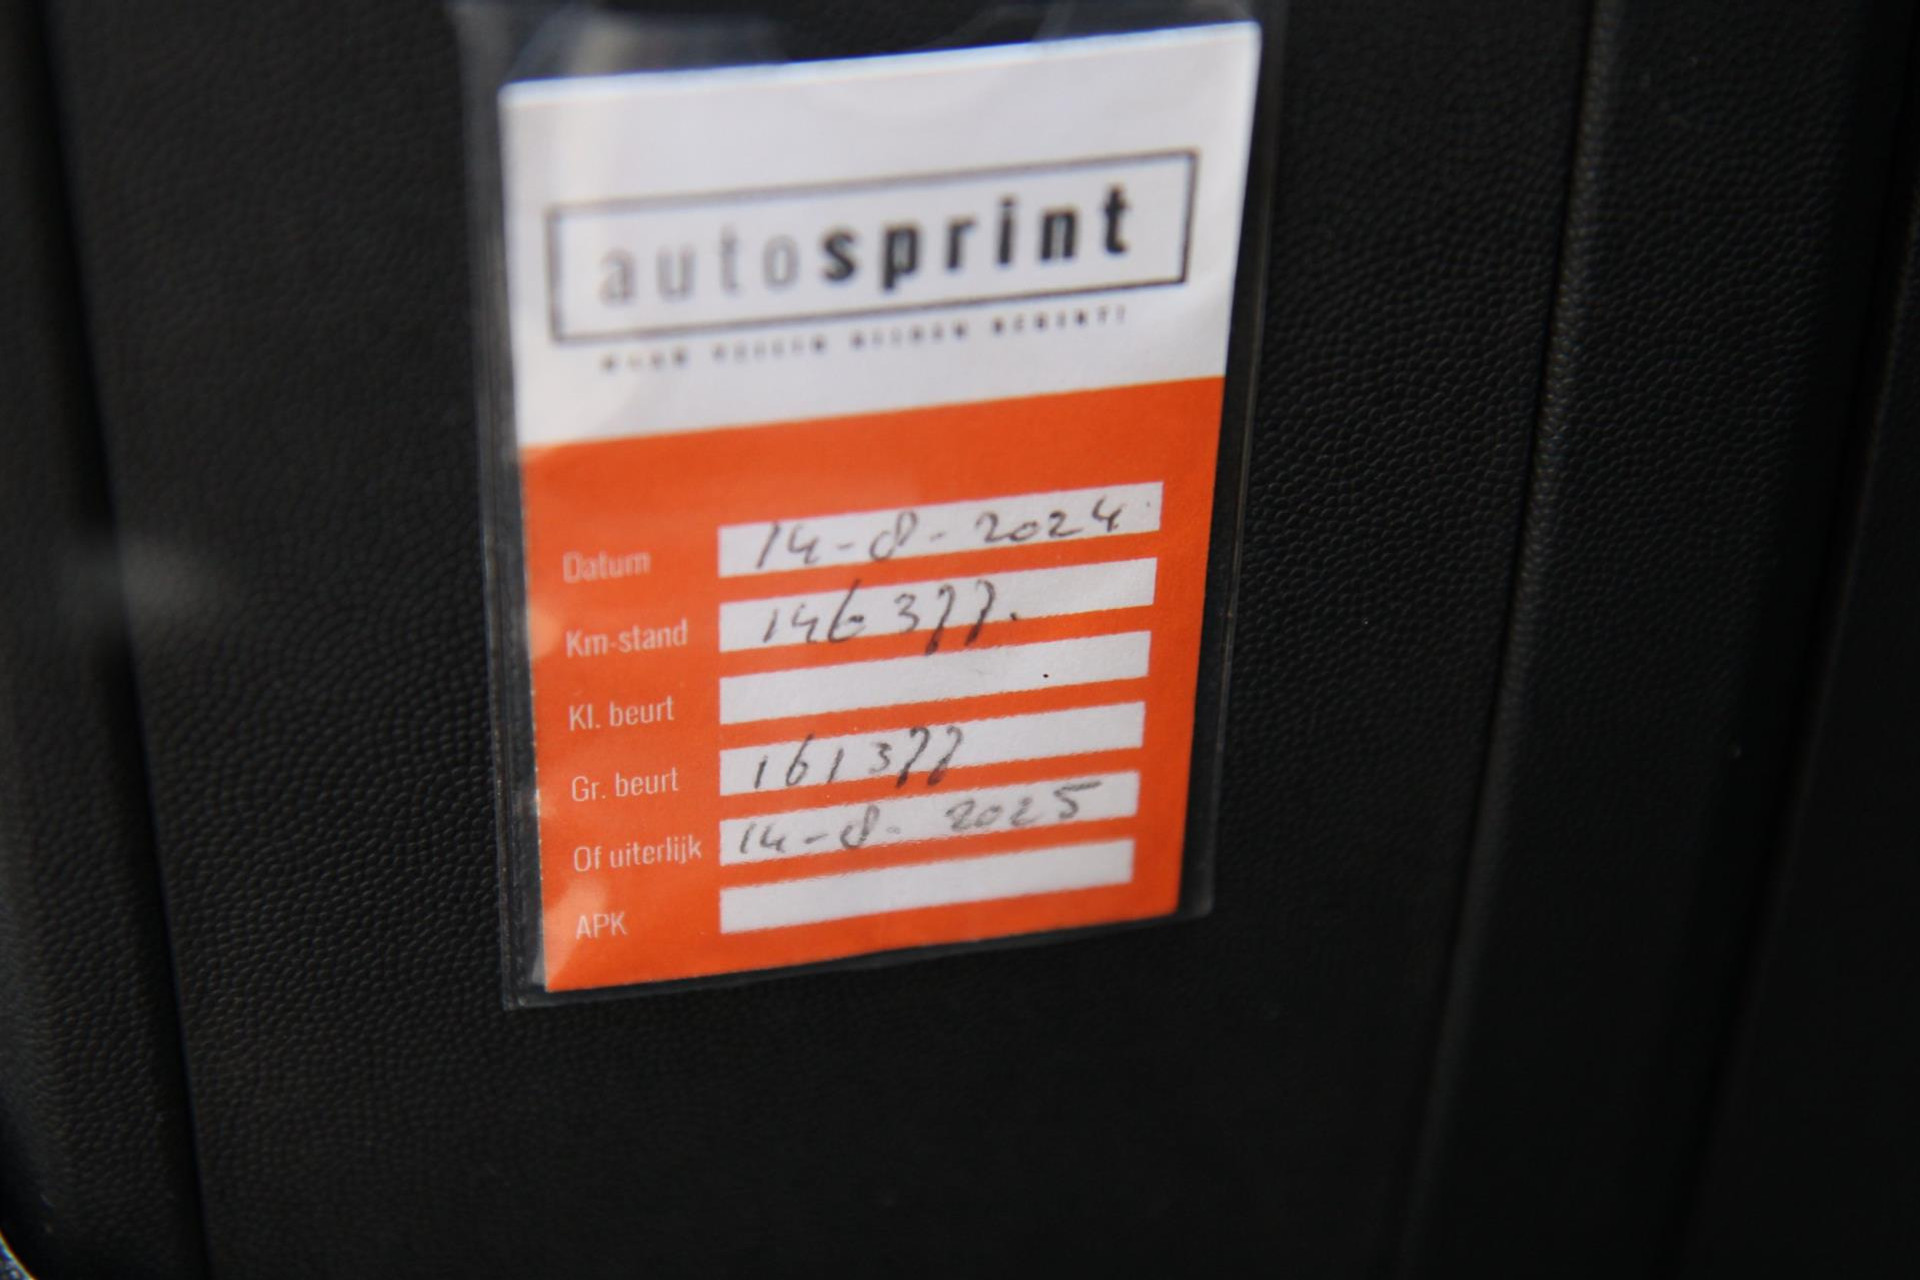 autosprint
Datum 14-8-2024
Km-stand 146377.
Kl. beurt
Gr. beurt 161377
Of uiterlijk 14-8-2025
APK